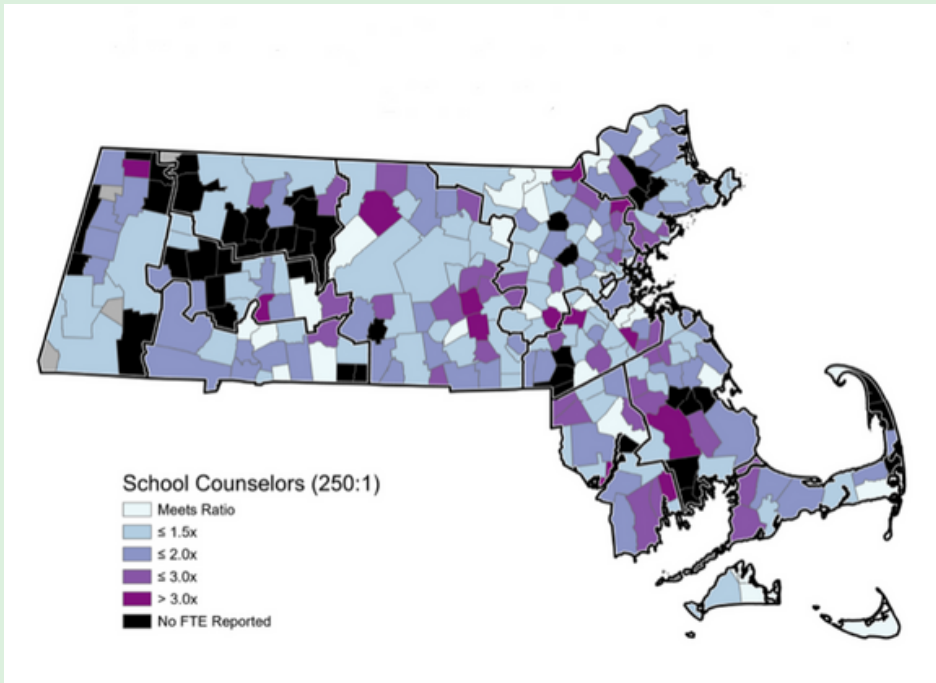 School Counselors (250:1)
Meets Ratio
≤ 1.5x
≤ 2.0x
≤ 3.0x
> 3.0x
No FTE Reported